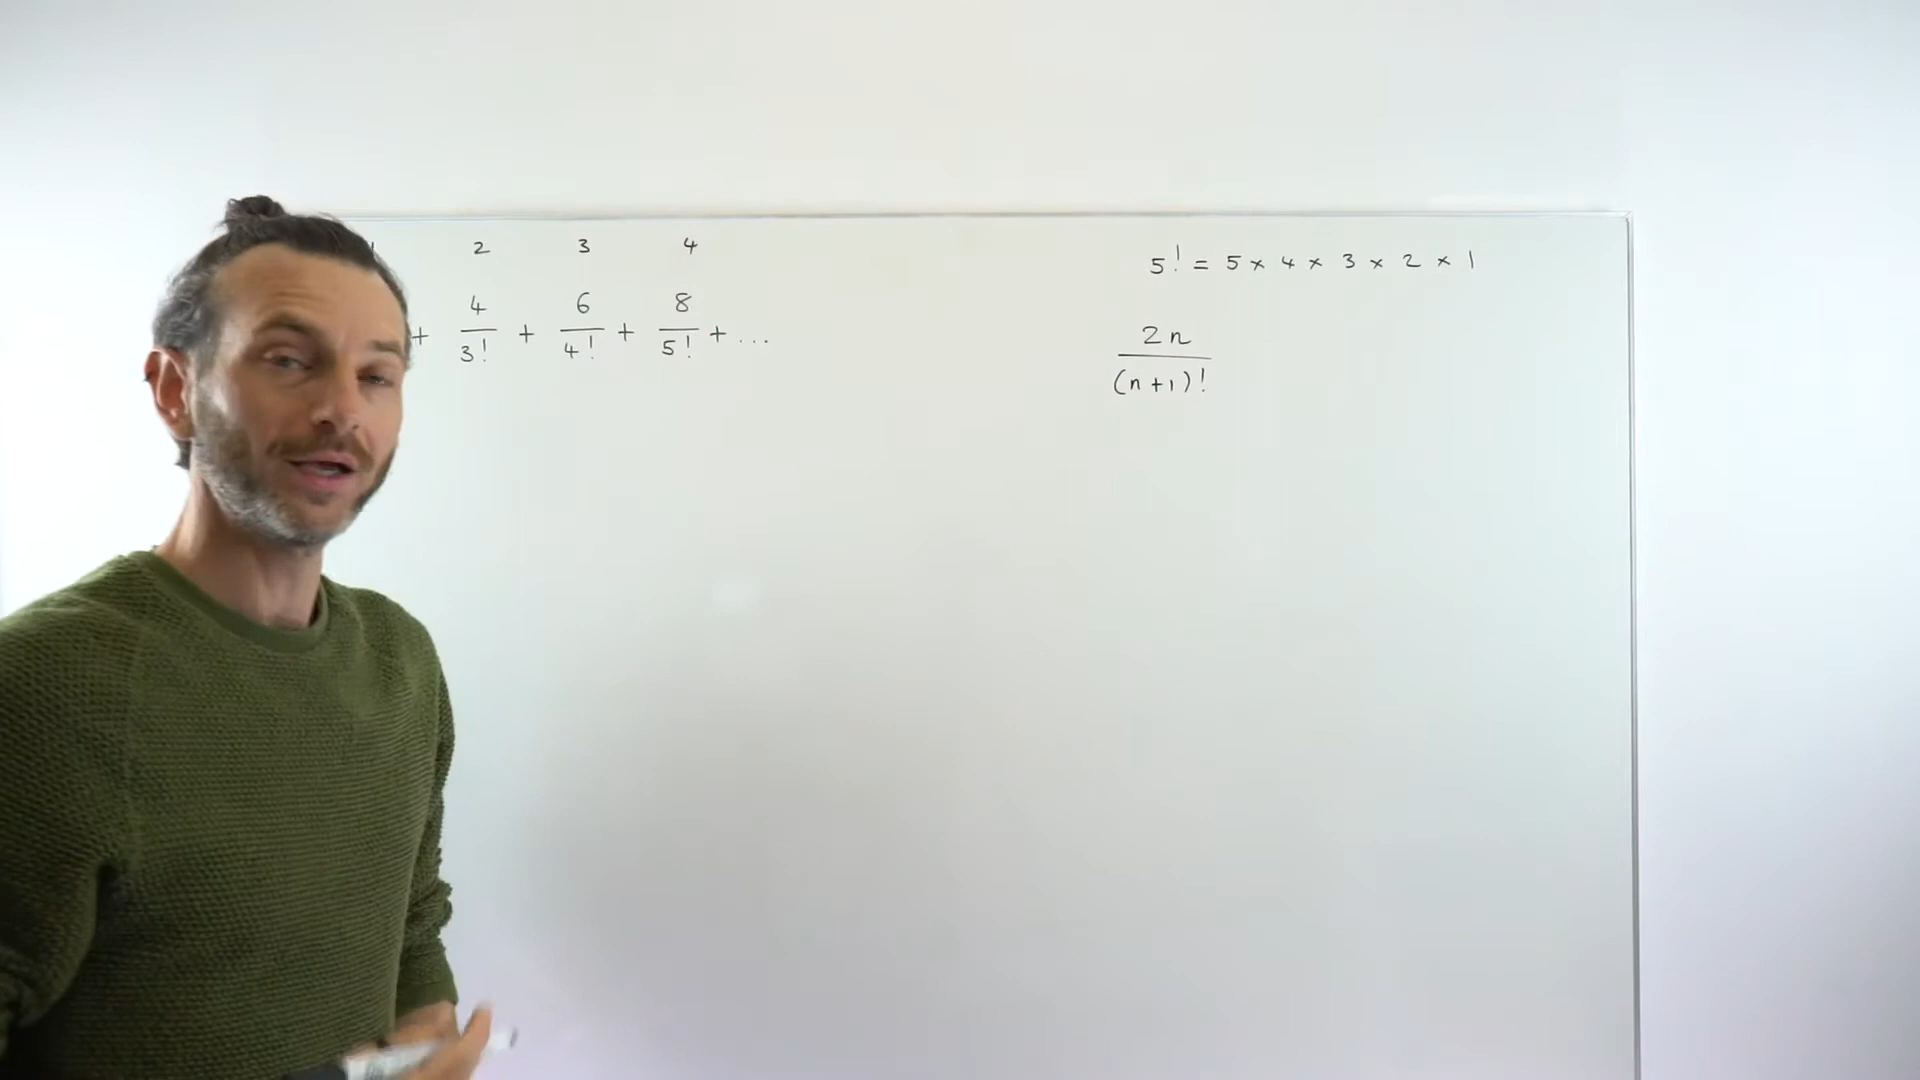 2 3 4
+ 4/3! + 6/4! + 8/5! + ...
5! = 5 × 4 × 3 × 2 × 1
2n
(n+1)!